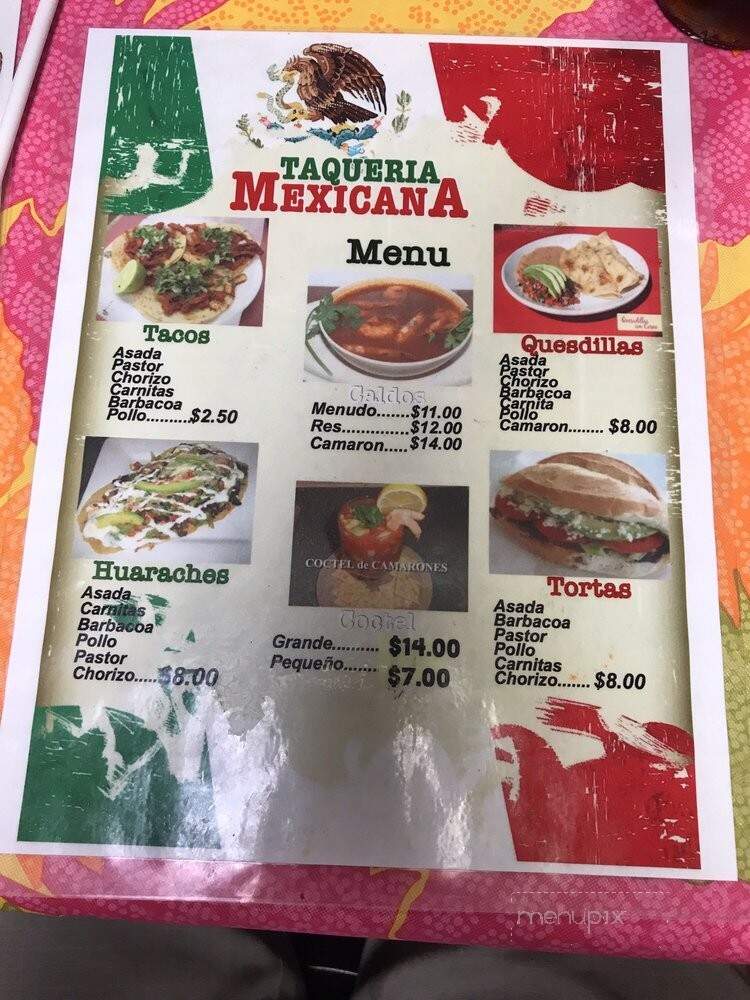 TAQUERIA
MEXICANA
Menu
Tacos
Asada
Pastor
Chorizo
Carnitas
Barbacoa
Pollo..........$2.50
Caldos
Menudo.......$11.00
Res..............$12.00
Camaron.....$14.00
Quesdillas
Asada
Pastor
Chorizo
Barbacoa
Carnita
Pollo
Camaron........ $8.00
Huaraches
Asada
Carnitas
Barbacoa
Pollo
Pastor
Chorizo.....$8.00
COCTEL de CAMARONES
Coctel
Grande.......... $14.00
Pequeño....... $7.00
Tortas
Asada
Barbacoa
Pastor
Pollo
Carnitas
Chorizo....... $8.00
menupix